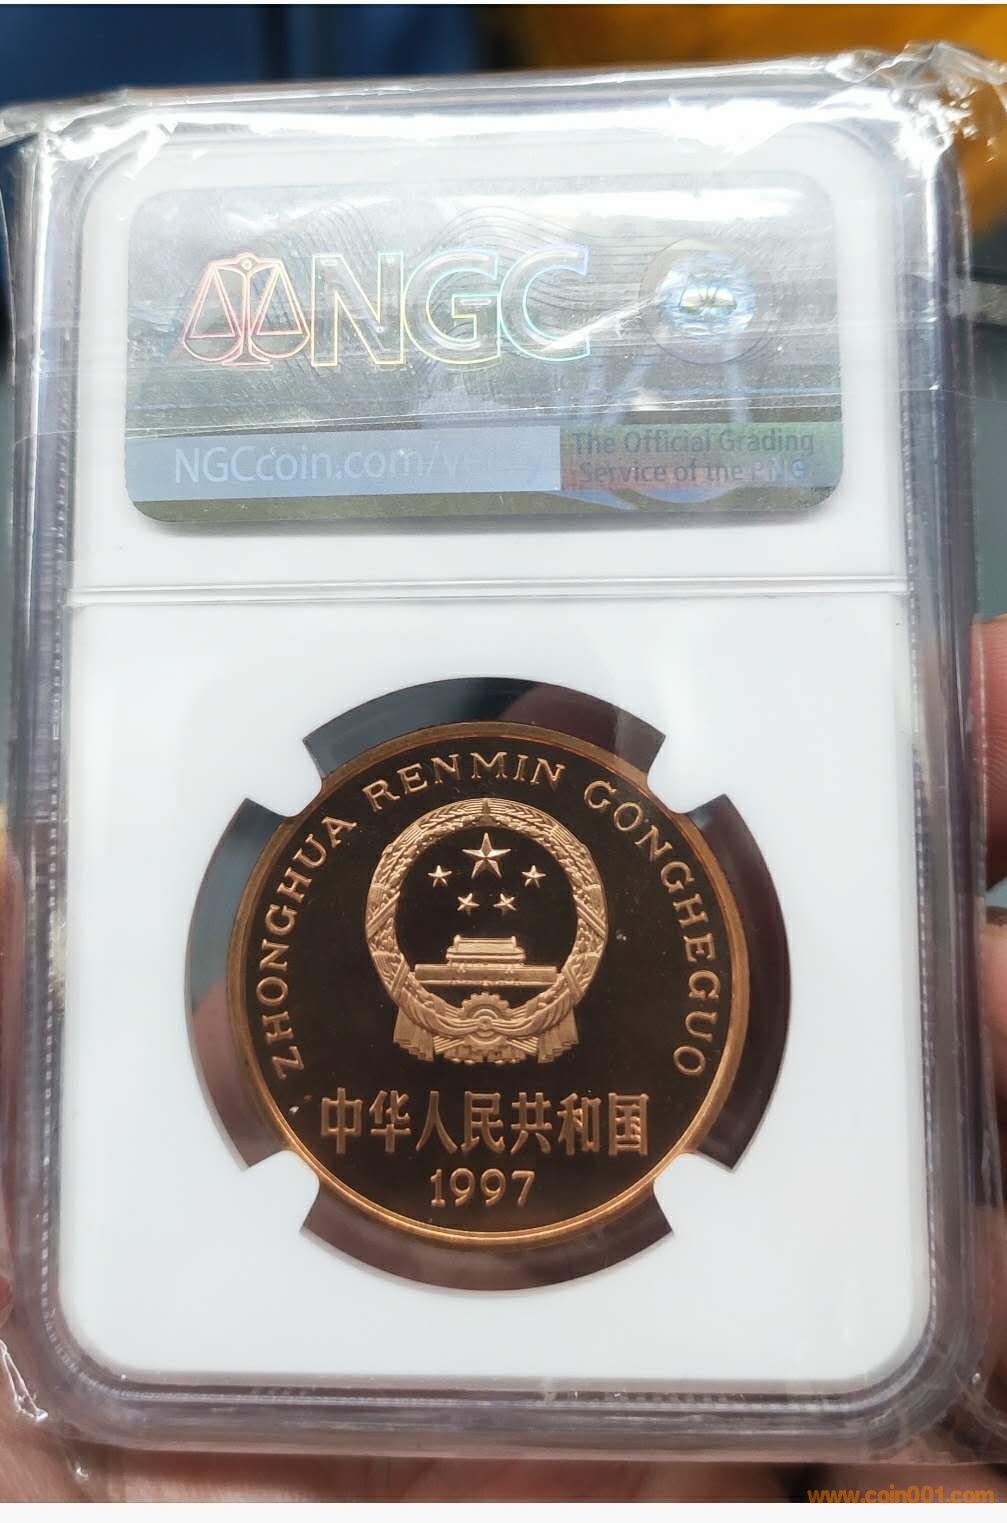 NGC
NGCcoin.com/ve
The Official Grading
Service of the PNG
ZHONGHUA RENMIN GONGHEGUO
中华人民共和国
1997
www.coin001.com